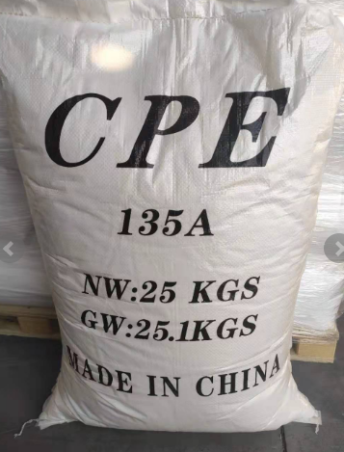 CPE
135A
NW:25 KGS
GW:25.1KGS
MADE IN CHINA